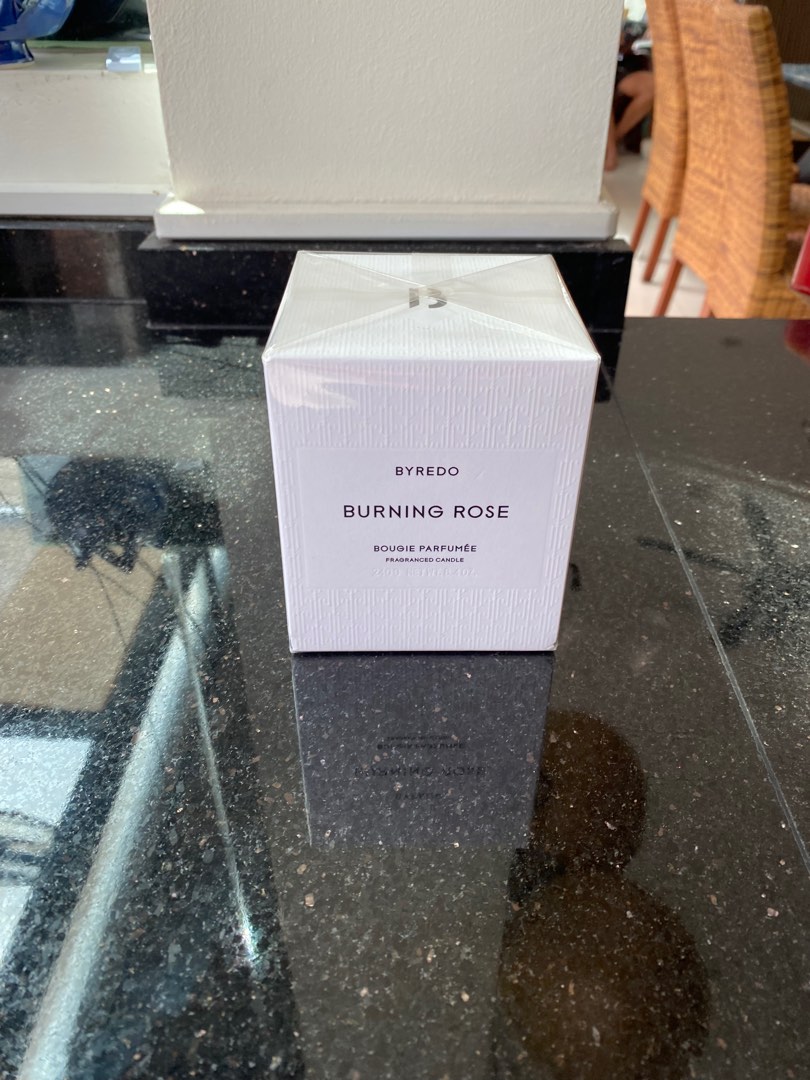 BYREDO
BURNING ROSE
BOUGIE PARFUMÉE
FRAGRANCED CANDLE